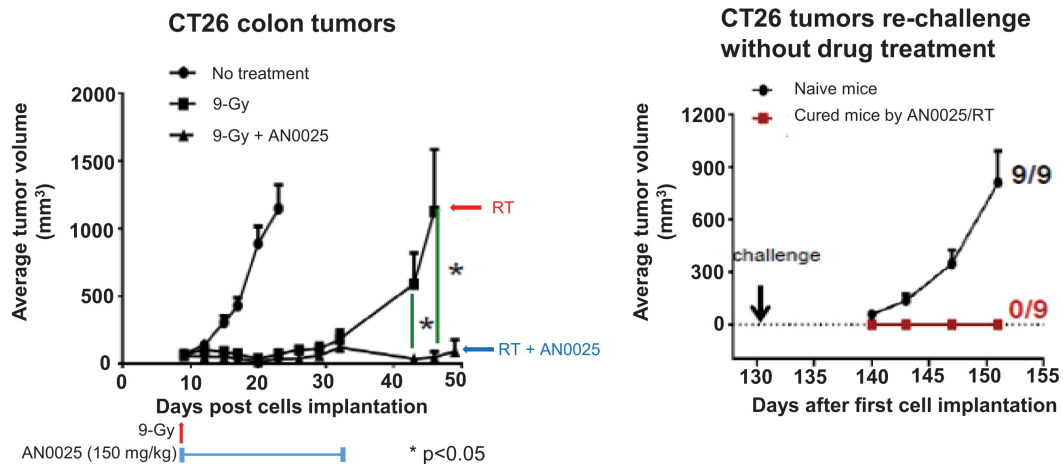 CT26 colon tumors
No treatment
9-Gy
9-Gy + AN0025
Average tumor volume
(mm³)
2000
1500
1000
500
0
0
10
20
30
40
50
RT
*
*
RT + AN0025
Days post cells implantation
9-Gy
AN0025 (150 mg/kg)
* p<0.05
CT26 tumors re-challenge
without drug treatment
Naive mice
Cured mice by AN0025/RT
Average tumor volume
(mm³)
1200
900
600
300
0
challenge
9/9
0/9
130
135
140
145
150
155
Days after first cell implantation